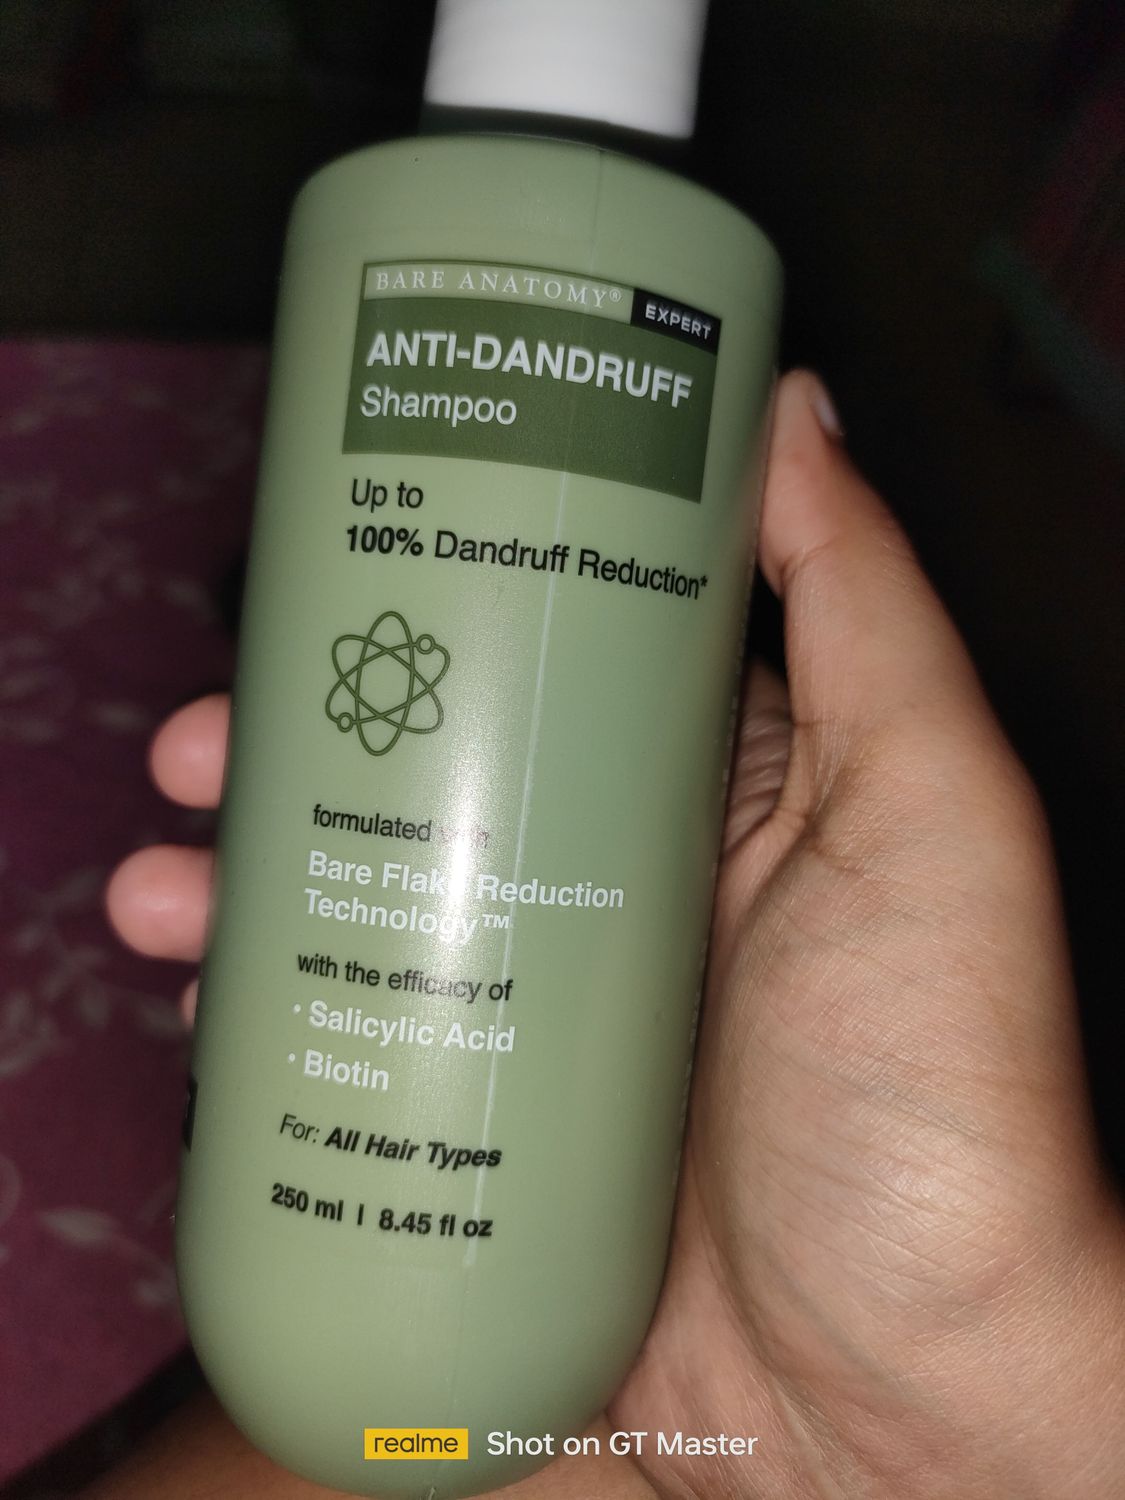 BARE ANATOMY® EXPERT
ANTI-DANDRUFF
Shampoo
Up to
100% Dandruff Reduction*
formulated
Bare Flake Reduction
Technology™
with the efficacy of
• Salicylic Acid
• Biotin
For: All Hair Types
250 ml | 8.45 fl oz
realme Shot on GT Master